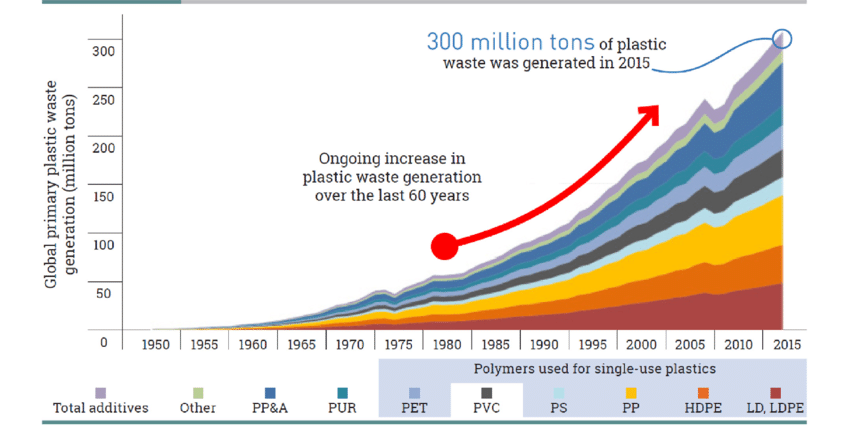 300 million tons of plastic
waste was generated in 2015
Global primary plastic waste
generation (million tons)
300
250
200
150
100
50
0
Ongoing increase in
plastic waste generation
over the last 60 years
1950 1955 1960 1965 1970 1975 1980 1985 1990 1995 2000 2005 2010 2015
Polymers used for single-use plastics
Total additives Other PP&A PUR PET PVC PS PP HDPE LD, LDPE